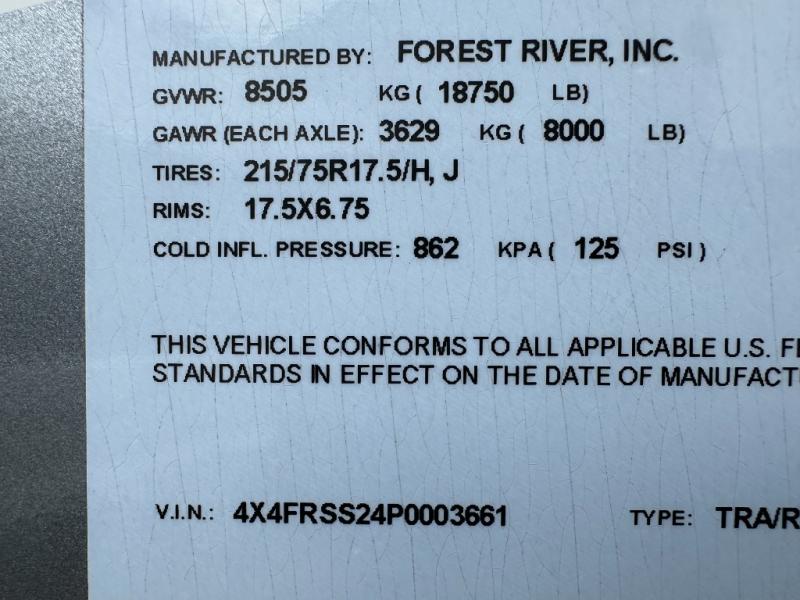 MANUFACTURED BY: FOREST RIVER, INC.
GVWR: 8505 KG ( 18750 LB)
GAWR (EACH AXLE): 3629 KG ( 8000 LB)
TIRES: 215/75R17.5/H, J
RIMS: 17.5X6.75
COLD INFL. PRESSURE: 862 KPA ( 125 PSI )
THIS VEHICLE CONFORMS TO ALL APPLICABLE U.S.
STANDARDS IN EFFECT ON THE DATE OF
V.I.N.: 4X4FRSS24P0003661 TYPE: TRA/R